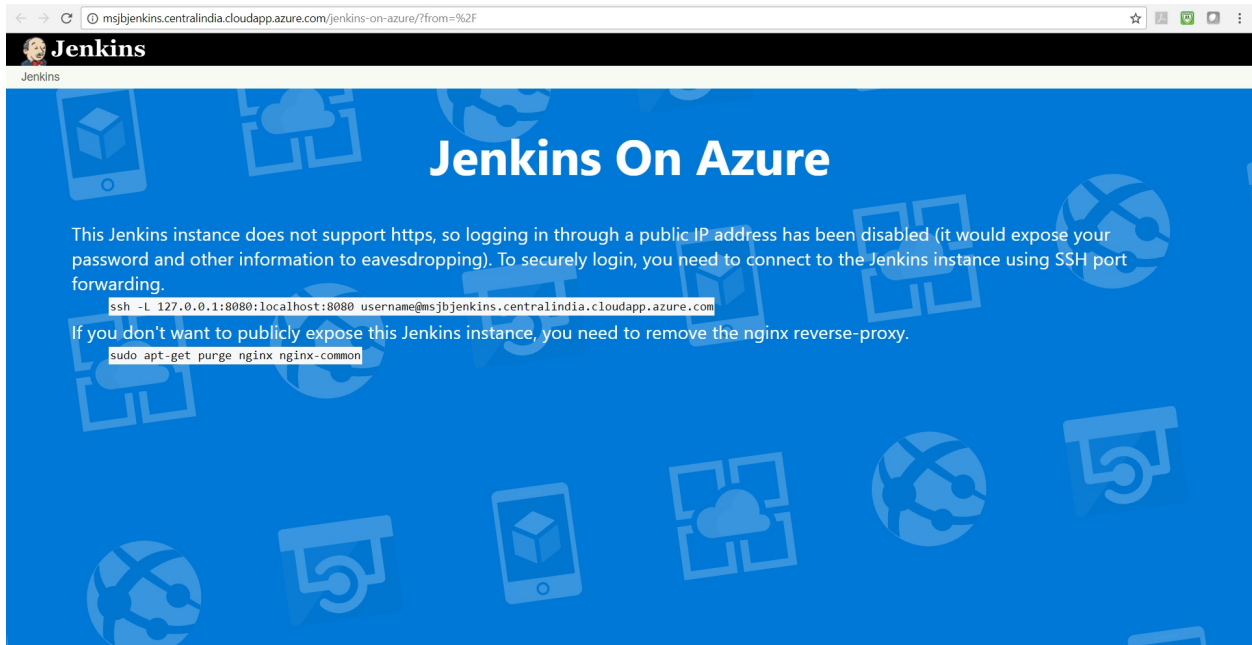 msjbjenkins.centralindia.cloudapp.azure.com/jenkins-on-azure/?from=%2F
Jenkins
Jenkins
Jenkins On Azure
This Jenkins instance does not support https, so logging in through a public IP address has been disabled (it would expose your
password and other information to eavesdropping). To securely login, you need to connect to the Jenkins instance using SSH port
forwarding.
ssh -L 127.0.0.1:8080:localhost:8080 username@msjbjenkins.centralindia.cloudapp.azure.com
If you don't want to publicly expose this Jenkins instance, you need to remove the nginx reverse-proxy.
sudo apt-get purge nginx nginx-common